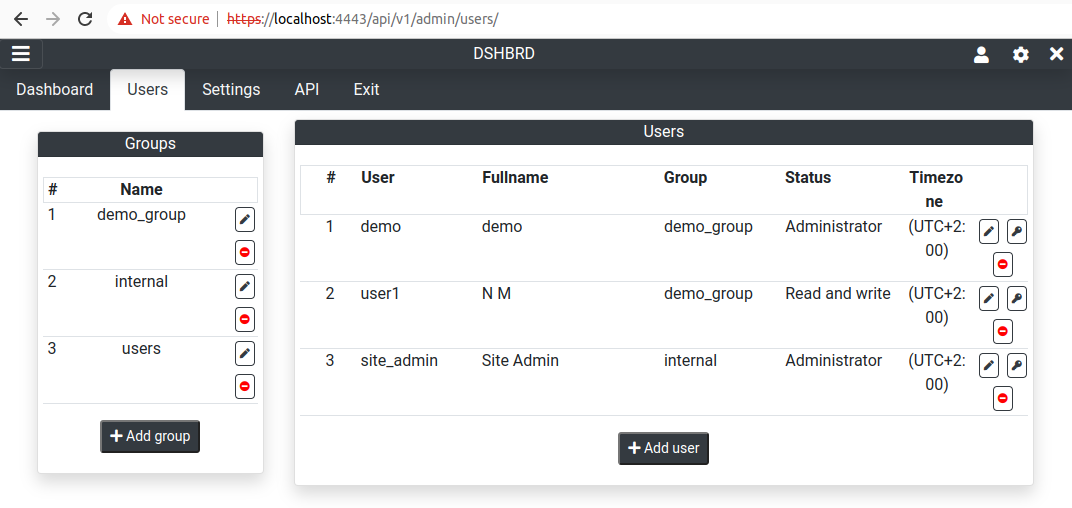 Not secure | https://localhost:4443/api/v1/admin/users/
DSHBRD
Dashboard Users Settings API Exit
Groups
# Name
1 demo_group
2 internal
3 users
Add group
Users
# User Fullname Group Status Timezo
ne
1 demo demo demo_group Administrator (UTC+2:
00)
2 user1 N M demo_group Read and write (UTC+2:
00)
3 site_admin Site Admin internal Administrator (UTC+2:
00)
Add user